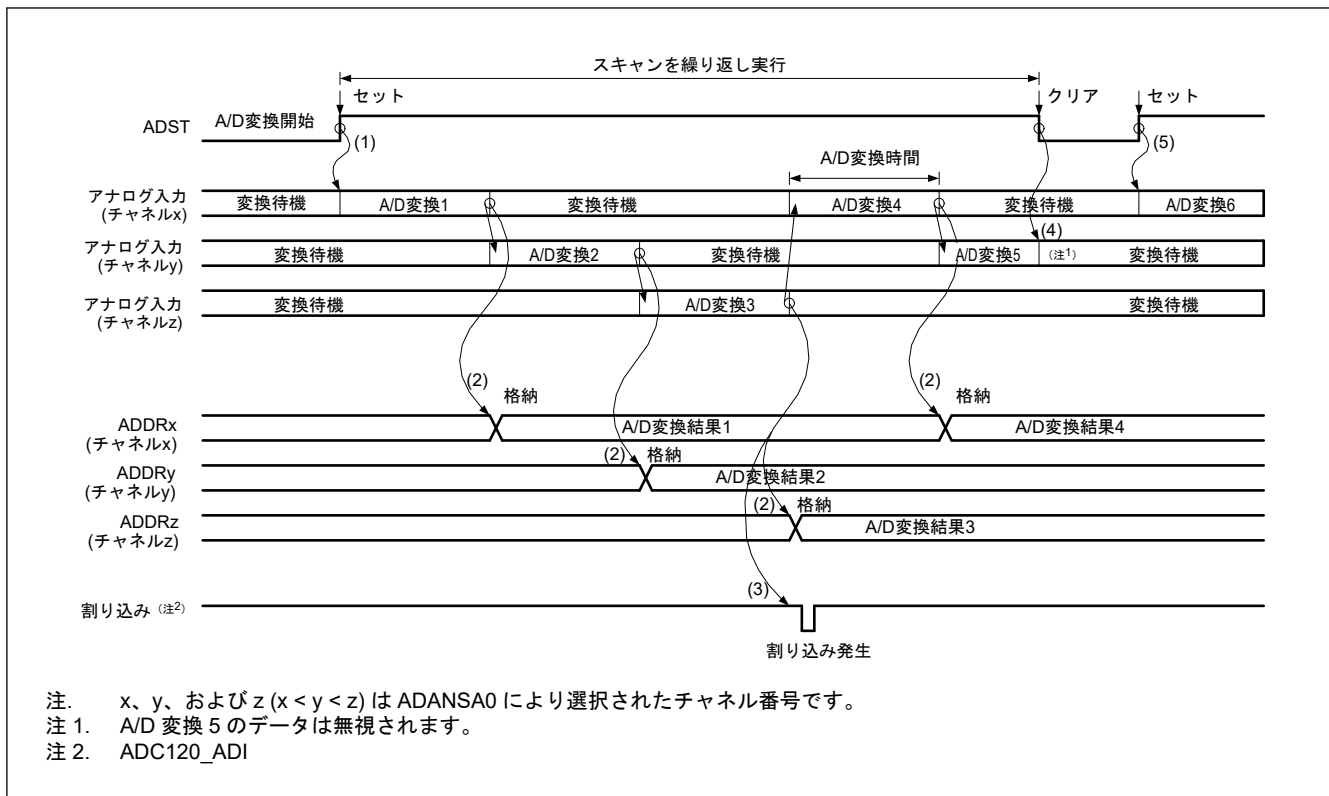 スキャンを繰り返し実行
セット
クリア
セット
ADST
A/D変換開始
(1)
(5)
A/D変換時間
アナログ入力
(チャネルx)
変換待機
A/D変換1
変換待機
A/D変換4
変換待機
A/D変換6
(4)
アナログ入力
(チャネルy)
変換待機
A/D変換2
変換待機
A/D変換5
(注1)
変換待機
アナログ入力
(チャネルz)
変換待機
A/D変換3
変換待機
(2)
格納
(2)
格納
ADDRx
(チャネルx)
A/D変換結果1
A/D変換結果4
(2)
格納
ADDRy
(チャネルy)
A/D変換結果2
(2)
格納
ADDRz
(チャネルz)
A/D変換結果3
(3)
割り込み (注2)
割り込み発生
注. x、y、および z (x < y < z) は ADANSA0 により選択されたチャネル番号です。
注 1. A/D 変換 5 のデータは無視されます。
注 2. ADC120_ADI